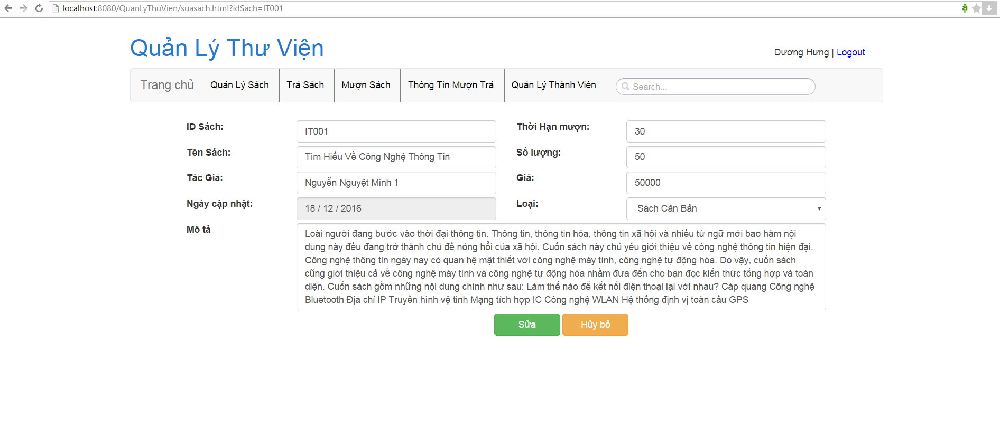 localhost:8080/QuanLyThuVien/suasach.html?idSach=IT001
Quản Lý Thư Viện
Dương Hưng | Logout
Trang chủ Quản Lý Sách Trả Sách Mượn Sách Thông Tin Mượn Trả Quản Lý Thành Viên Search...
ID Sách: IT001 Thời Hạn mượn: 30
Tên Sách: Tìm Hiểu Về Công Nghệ Thông Tin Số lượng: 50
Tác Giả: Nguyễn Nguyệt Minh 1 Giá: 50000
Ngày cập nhật: 18 / 12 / 2016 Loại: Sách Căn Bản
Mô tả
Loài người đang bước vào thời đại thông tin. Thông tin, thông tin hóa, thông tin xã hội và nhiều từ ngữ mới bao hàm nội
dung này đều đang trở thành chủ đề nóng hổi của xã hội. Cuốn sách này chủ yếu giới thiệu về công nghệ thông tin hiện đại.
Công nghệ thông tin ngày nay có quan hệ mật thiết với công nghệ máy tính, công nghệ tự động hóa. Do vậy, cuốn sách
cũng giới thiệu cả về công nghệ máy tính và công nghệ tự động hóa nhằm đưa đến cho bạn đọc kiến thức tổng hợp và toàn
diện. Cuốn sách gồm những nội dung chính như sau: Làm thế nào để kết nối điện thoại lại với nhau? Cáp quang Công nghệ
Bluetooth Địa chỉ IP Truyền hình vệ tinh Mạng tích hợp IC Công nghệ WLAN Hệ thống định vị toàn cầu GPS
Sửa Hủy bỏ